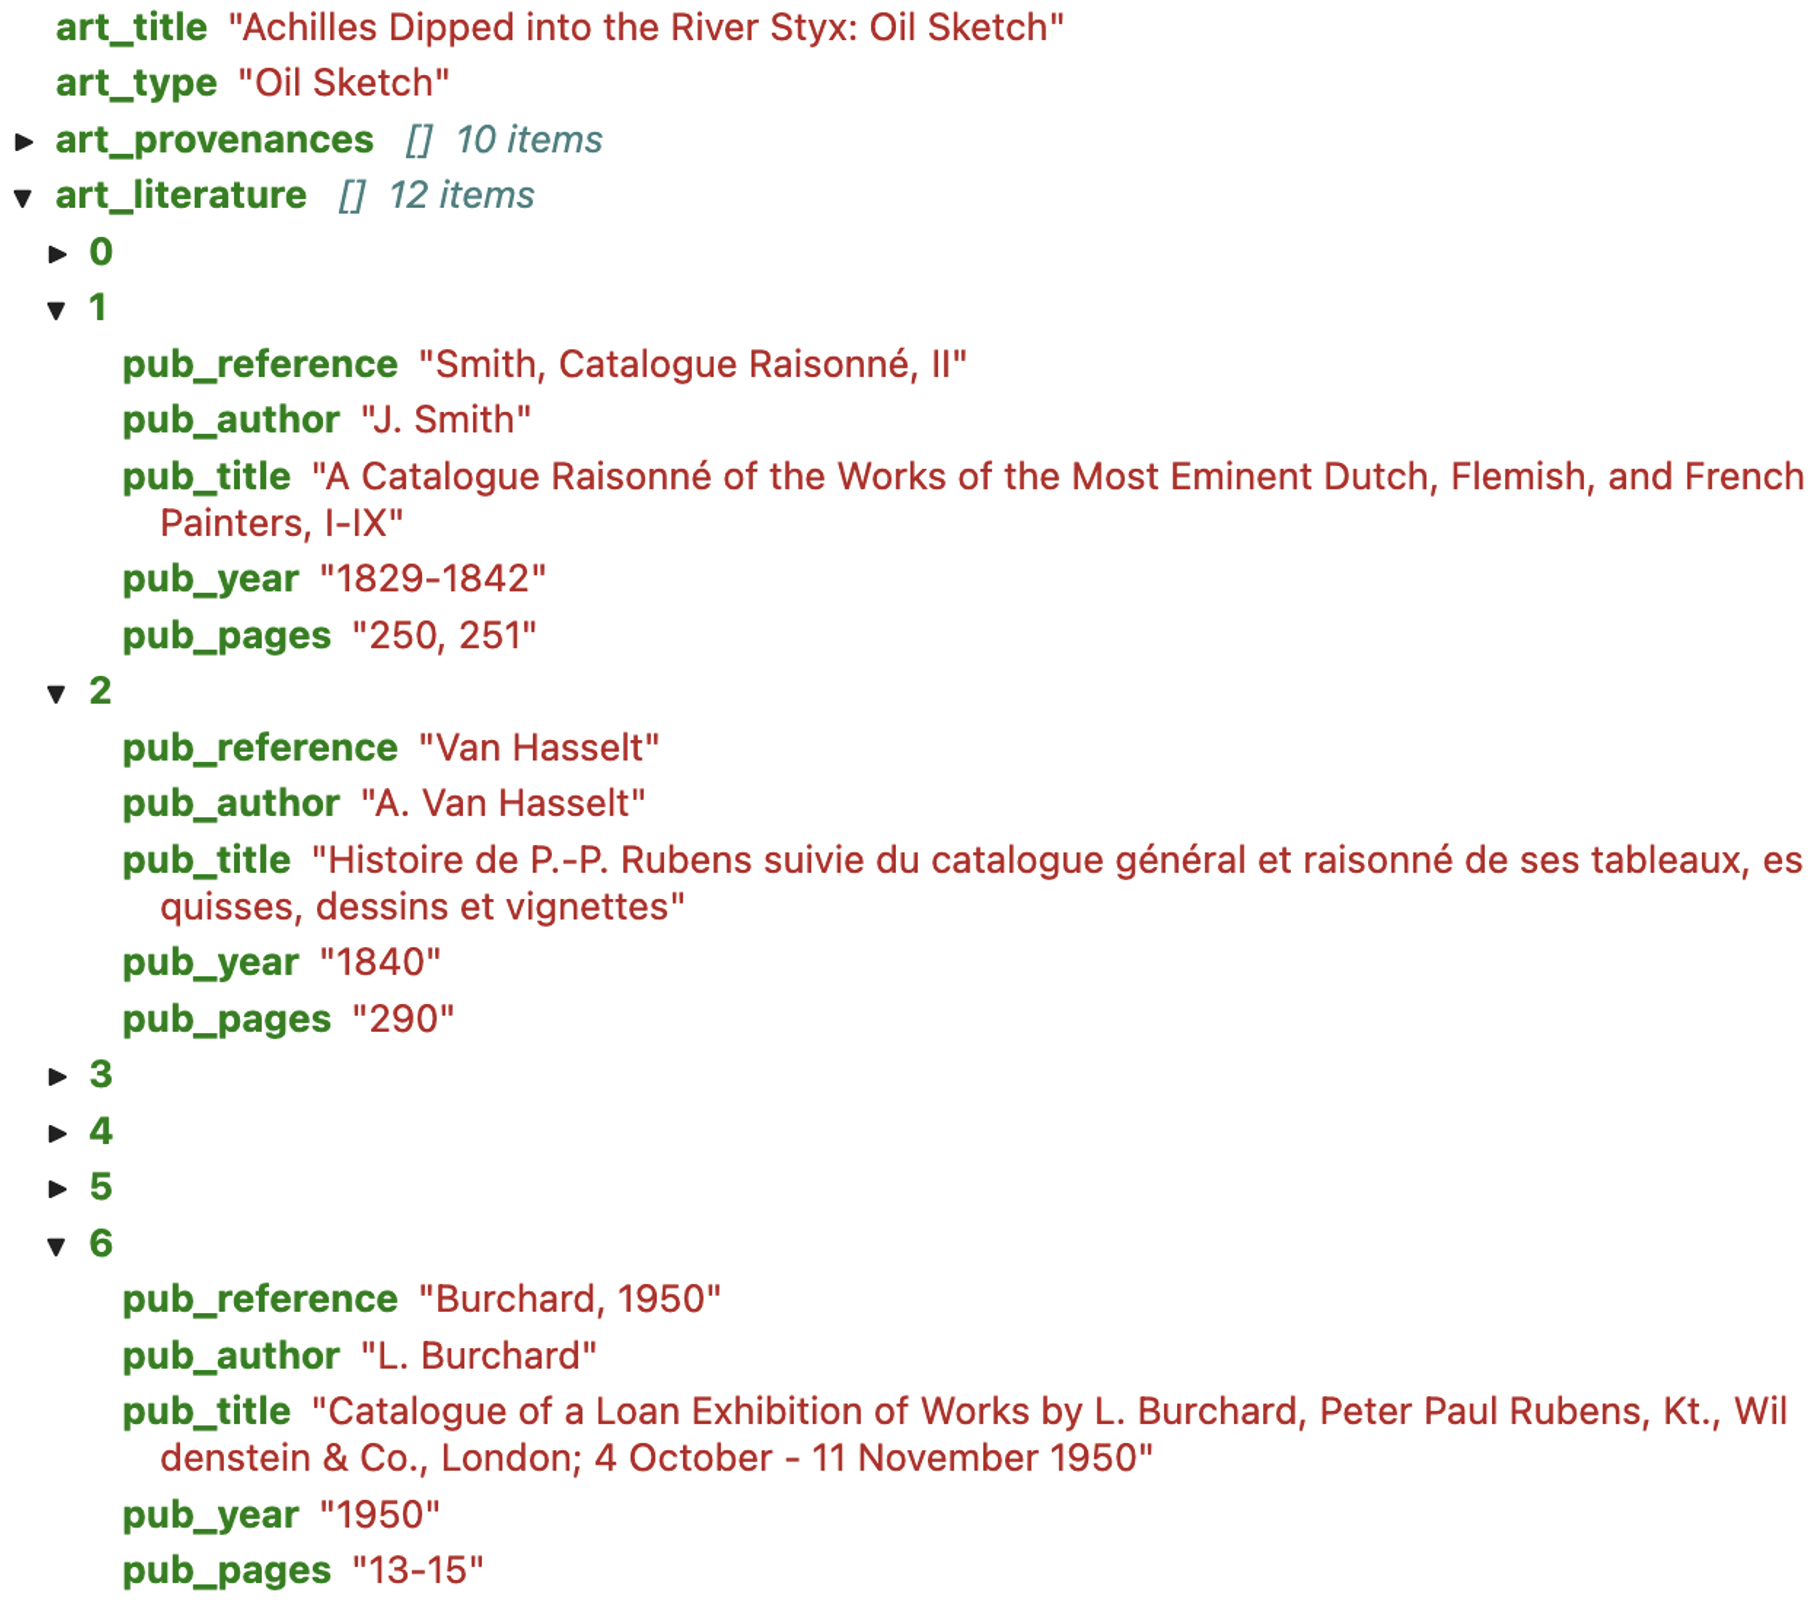 art_title "Achilles Dipped into the River Styx: Oil Sketch"
art_type "Oil Sketch"
art_provenances [] 10 items
art_literature [] 12 items
0
1
pub_reference "Smith, Catalogue Raisonné, II"
pub_author "J. Smith"
pub_title "A Catalogue Raisonné of the Works of the Most Eminent Dutch, Flemish, and French
Painters, I-IX"
pub_year "1829-1842"
pub_pages "250, 251"
2
pub_reference "Van Hasselt"
pub_author "A. Van Hasselt"
pub_title "Histoire de P.-P. Rubens suivie du catalogue général et raisonné de ses tableaux, es
quisses, dessins et vignettes"
pub_year "1840"
pub_pages "290"
3
4
5
6
pub_reference "Burchard, 1950"
pub_author "L. Burchard"
pub_title "Catalogue of a Loan Exhibition of Works by L. Burchard, Peter Paul Rubens, Kt., Wil
denstein & Co., London; 4 October - 11 November 1950"
pub_year "1950"
pub_pages "13-15"